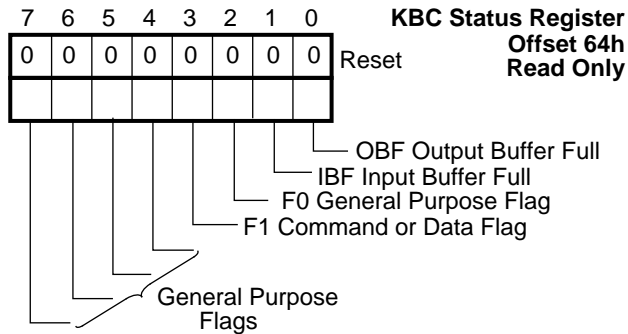 7 6 5 4 3 2 1 0
KBC Status Register
Offset 64h
Read Only
0 0 0 0 0 0 0 0 Reset
OBF Output Buffer Full
IBF Input Buffer Full
F0 General Purpose Flag
F1 Command or Data Flag
General Purpose
Flags